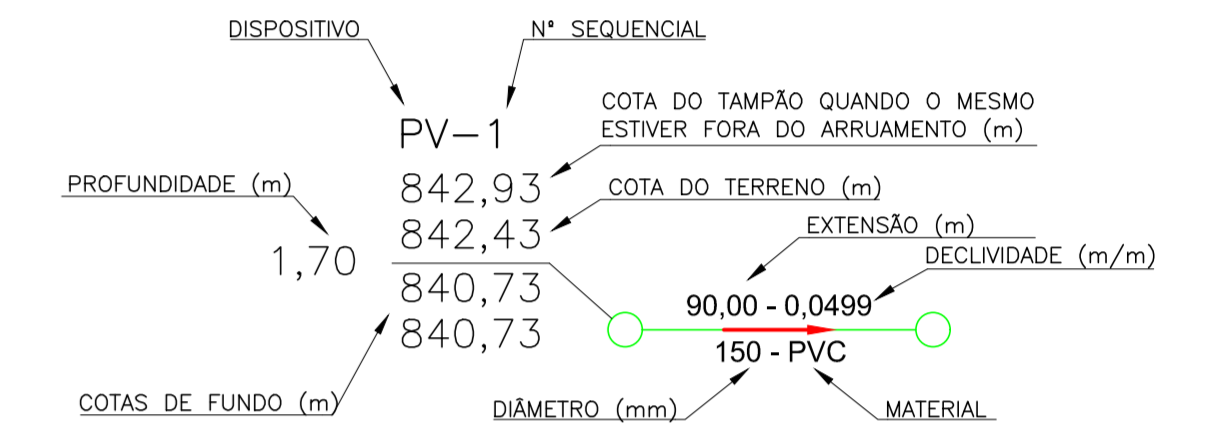 DISPOSITIVO
Nº SEQUENCIAL
PV-1
COTA DO TAMPÃO QUANDO O MESMO
ESTIVER FORA DO ARRUAMENTO (m)
842,93
PROFUNDIDADE (m)
COTA DO TERRENO (m)
842,43
1,70
EXTENSÃO (m)
DECLIVIDADE (m/m)
840,73
840,73
90,00 - 0,0499
150 - PVC
COTAS DE FUNDO (m)
DIÂMETRO (mm)
MATERIAL